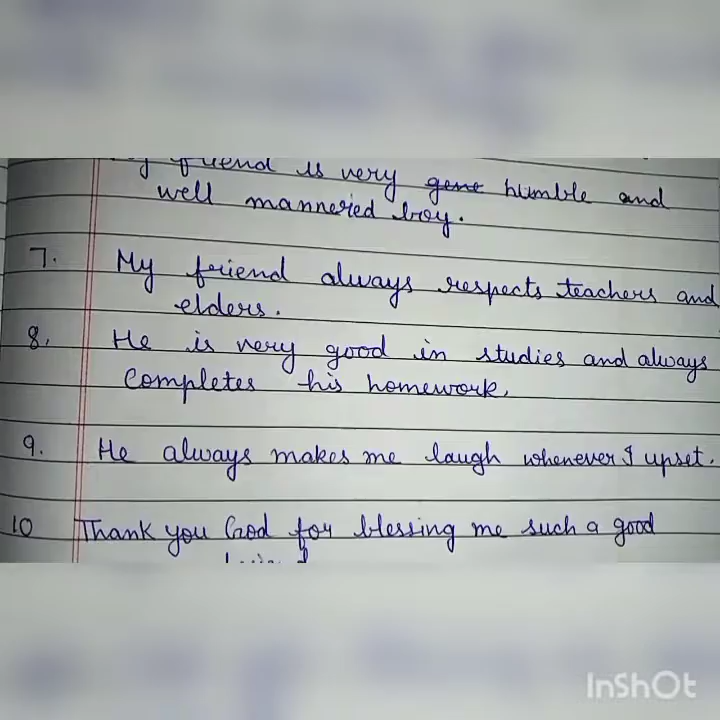 friend is very gene humble and
well mannered boy.
7. My friend always respects teachers and
elders.
8. He is very good in studies and always
Completes his homework.
9. He always makes me laugh whenever I upset.
10 Thank you God for blessing me such a good
InShOt